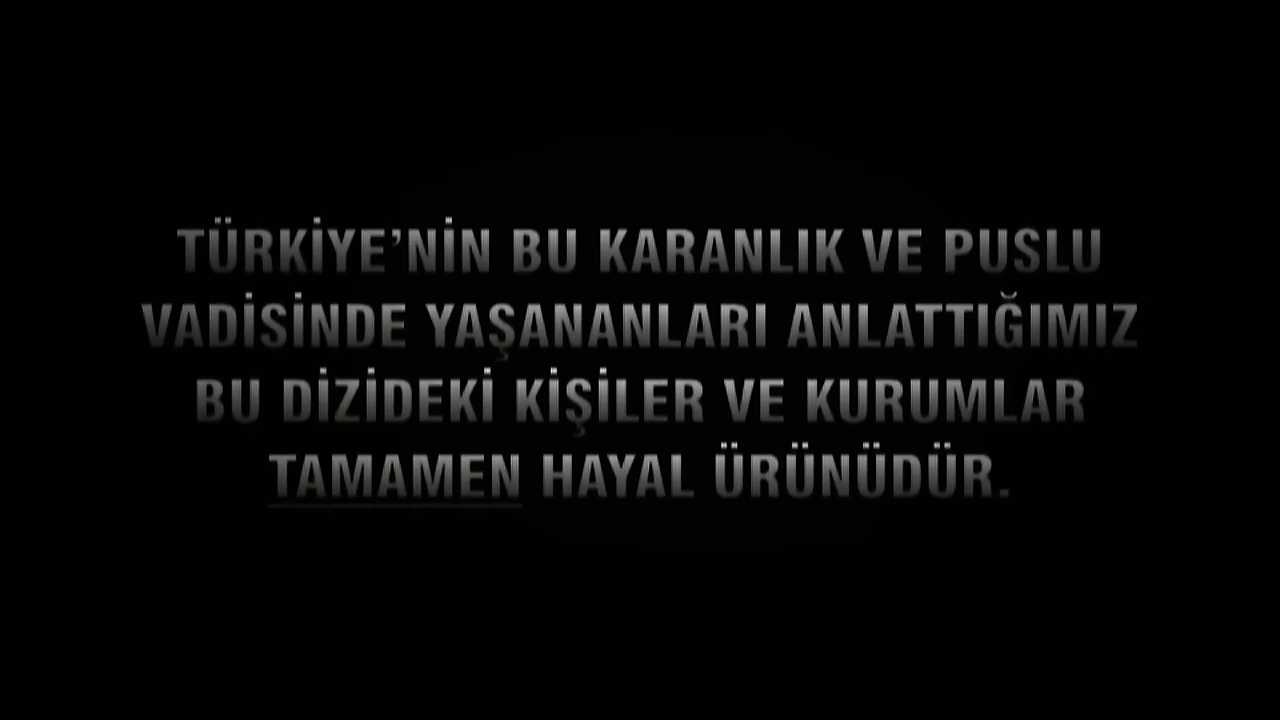 TÜRKİYE’NİN BU KARANLIK VE PUSLU
VADİSİNDE YAŞANANLARI ANLATTIĞIMIZ
BU DİZİDEKİ KİŞİLER VE KURUMLAR
TAMAMEN HAYAL ÜRÜNÜDÜR.